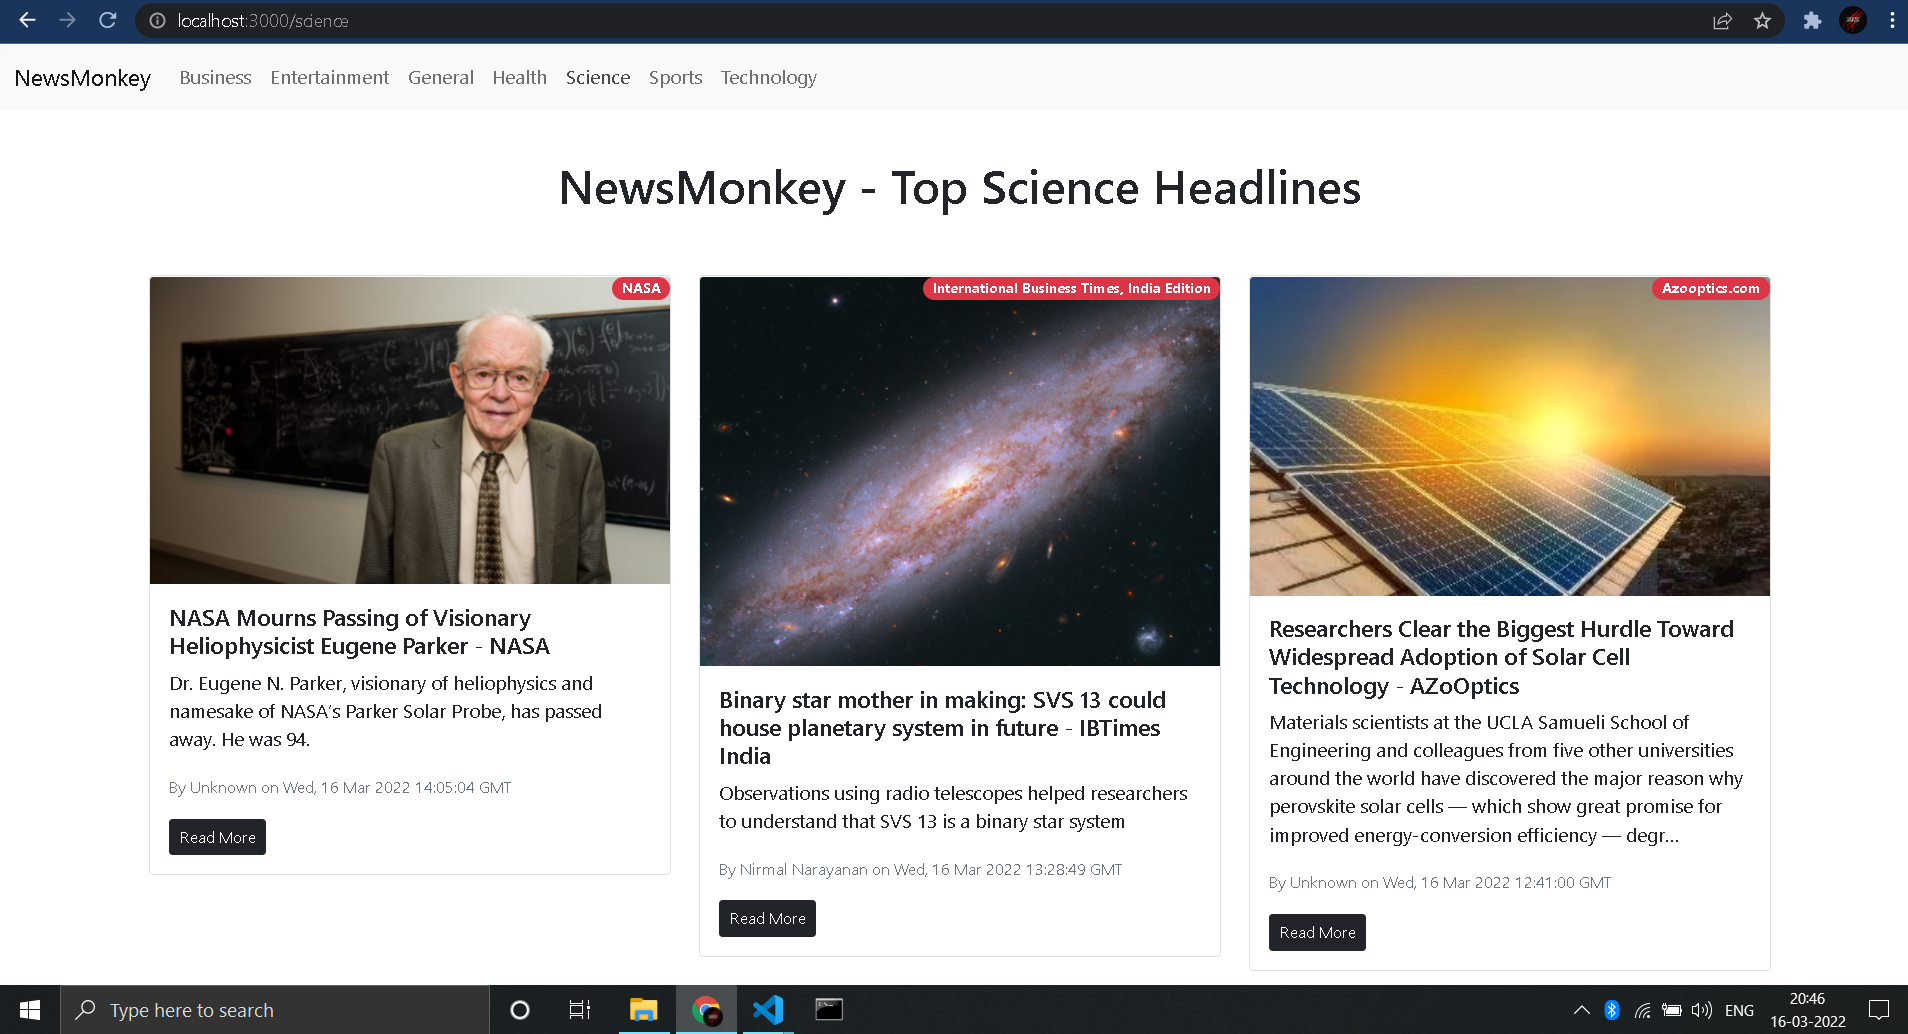 localhost:3000/science
NewsMonkey Business Entertainment General Health Science Sports Technology
NewsMonkey - Top Science Headlines
NASA
NASA Mourns Passing of Visionary
Heliophysicist Eugene Parker - NASA
Dr. Eugene N. Parker, visionary of heliophysics and
namesake of NASA's Parker Solar Probe, has passed
away. He was 94.
By Unknown on Wed, 16 Mar 2022 14:05:04 GMT
Read More
International Business Times, India Edition
Binary star mother in making: SVS 13 could
house planetary system in future - IBTimes
India
Observations using radio telescopes helped researchers
to understand that SVS 13 is a binary star system
By Nirmal Narayanan on Wed, 16 Mar 2022 13:28:49 GMT
Read More
Azooptics.com
Researchers Clear the Biggest Hurdle Toward
Widespread Adoption of Solar Cell
Technology - AZoOptics
Materials scientists at the UCLA Samueli School of
Engineering and colleagues from five other universities
around the world have discovered the major reason why
perovskite solar cells — which show great promise for
improved energy-conversion efficiency — degr...
By Unknown on Wed, 16 Mar 2022 12:41:00 GMT
Read More
Type here to search
ENG
20:46
16-03-2022